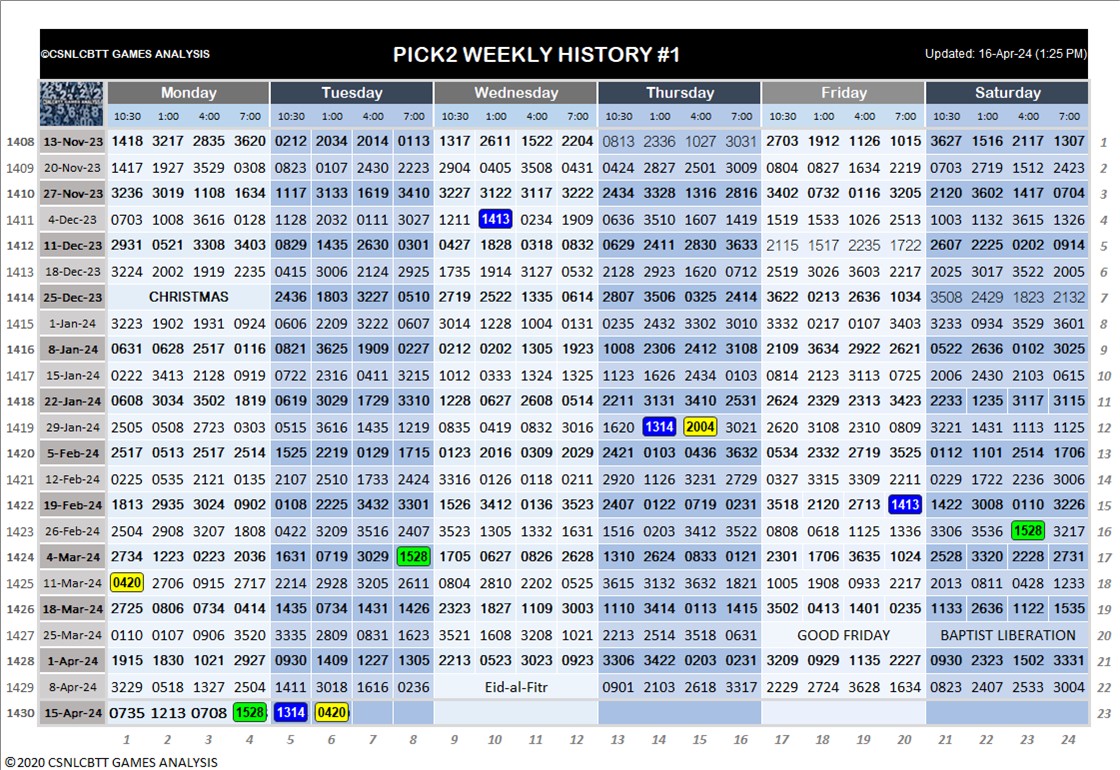 ©CSNLCBTT GAMES ANALYSIS PICK2 WEEKLY HISTORY #1 Updated: 16-Apr-24 (1:25 PM)
Monday Tuesday Wednesday Thursday Friday Saturday
10:30 1:00 4:00 7:00 10:30 1:00 4:00 8:00 10:30 1:00 4:00 7:00 10:30 1:00 4:00 7:00 10:30 1:00 4:00 7:00 10:30 1:00 4:00 7:00
1408 13-Nov-23 1418 3217 2835 3620 0212 2034 2014 0113 1317 2611 1522 2204 0813 2336 1027 3031 2703 1912 1126 1015 3627 1516 2117 1307 1
1409 20-Nov-23 1417 1927 3529 0308 0823 0107 2430 2223 2904 0405 3508 0431 0424 2827 2501 3009 0804 0827 1634 2219 0703 2719 1512 2423 2
1410 27-Nov-23 3236 3019 1108 1634 1117 3133 1619 3410 3227 3122 3117 3222 2434 3328 1316 2816 3402 0732 0116 3205 2120 3602 1417 0704 3
1411 4-Dec-23 0703 1008 3616 0128 1128 2032 0111 3027 1211 1413 0234 1909 0636 3510 1607 1419 1519 1533 1026 2513 1003 1132 3615 1326 4
1412 11-Dec-23 2931 0521 3308 3403 0829 1435 2630 0301 0427 1828 0318 0832 0629 2411 2830 3633 2115 1517 2235 1722 2607 2225 0202 0914 5
1413 18-Dec-23 3224 2002 1919 2235 0415 3006 2124 2925 1735 1914 3127 0532 2128 2923 1620 0712 2519 3026 3603 2217 2025 3017 3522 2005 6
1414 25-Dec-23 CHRISTMAS 2436 1803 3227 0510 2719 2522 1335 0614 2807 3506 0325 2414 3622 0213 2636 1034 3508 2429 1823 2132 7
1415 1-Jan-24 3223 1902 1931 0924 0606 2209 3222 0607 3014 1228 1004 0131 0235 2432 3302 3010 3332 0217 0107 3403 3233 0934 3529 3601 8
1416 8-Jan-24 0631 0628 2517 0116 0821 3625 1909 0227 0212 0202 1305 1923 1008 2306 2412 3108 2109 3634 2922 2621 0522 2636 0102 3025 9
1417 15-Jan-24 0222 3413 2128 0919 0722 2316 0411 3215 1012 0333 1324 1325 1123 1626 2434 0103 0814 2123 3113 0725 2006 2430 2103 0615 10
1418 22-Jan-24 0608 3034 3502 1819 0619 3029 1729 3310 1228 0627 2608 0514 2211 3131 3410 2531 2624 2329 2313 3423 2233 1235 3117 3115 11
1419 29-Jan-24 2505 0508 2723 0303 0515 3616 1435 1219 0835 0419 0832 3016 1620 1314 2004 3021 2620 3108 2310 0809 3221 1431 1113 1125 12
1420 5-Feb-24 2517 0513 2517 2514 1525 2219 0129 1715 0123 2016 0309 2029 2421 0103 0436 3632 0534 2332 2719 3525 0112 1101 2514 1706 13
1421 12-Feb-24 0225 0535 2121 0135 2107 2510 1733 2424 3316 0126 0118 0211 2920 1126 3231 2729 0327 3315 3309 2211 0229 1722 2236 3006 14
1422 19-Feb-24 1813 2935 3024 0902 0108 2225 3432 3301 1526 3412 0136 3523 2407 0122 0719 0231 3518 2120 2713 1413 1422 3008 0110 3226 15
1423 26-Feb-24 2504 2908 3207 1808 0422 3209 3516 2407 3523 1305 1332 1631 1516 0203 3412 3522 0808 0618 1125 1336 3306 3536 1528 3217 16
1424 4-Mar-24 2734 1223 0223 2036 1631 0719 3029 1528 1705 0627 0826 2628 1310 2624 0833 0121 2301 1706 3235 1024 2528 3320 2228 2731 17
1425 11-Mar-24 0420 2706 0915 2717 2214 2928 3205 2611 0804 2810 2202 0525 3615 3132 3632 1821 1005 1908 0933 2217 2013 0811 0428 1233 18
1426 18-Mar-24 2725 0806 0734 0414 1435 0734 1431 1426 2323 1827 1109 3003 1110 3414 0113 1415 3502 0413 1401 0235 1133 2636 1122 1535 19
1427 25-Mar-24 0110 0107 0906 3520 3335 2809 0831 1623 3521 1608 3208 1021 2213 2514 3518 0631 GOOD FRIDAY BAPTIST LIBERATION 20
1428 1-Apr-24 1915 1830 1021 2927 0930 1409 1227 1305 2213 0523 3023 0923 3306 3422 0203 0231 3209 0929 1135 2227 0930 2323 1502 3331 21
1429 8-Apr-24 3229 0518 1327 2504 1411 3018 1616 0236 Eid-al-Fitr 0901 2103 2618 3317 2229 2724 3628 1634 0823 2407 2533 3004 22
1430 15-Apr-24 0735 1213 0708 1528 1314 0420 23
1 2 3 4 5 6 7 8 9 10 11 12 13 14 15 16 17 18 19 20 21 22 23 24
©2020 CSNLCBTT GAMES ANALYSIS